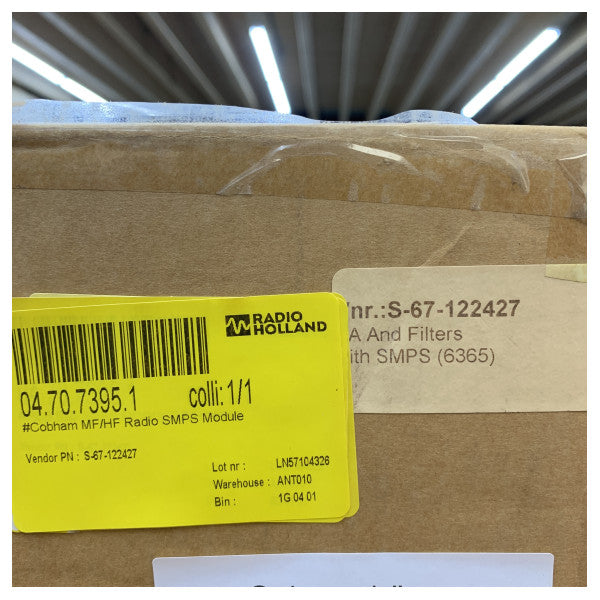 RADIO
HOLLAND
04.70.7395.1 colli: 1/1
#Cobham MF/HF Radio SMPS Module
Vendor PN : S-67-122427
Lot nr : LN57104326
Warehouse : ANT010
Bin : 1G 04 01
nr.:S-67-122427
A And Filters
ith SMPS (6365)